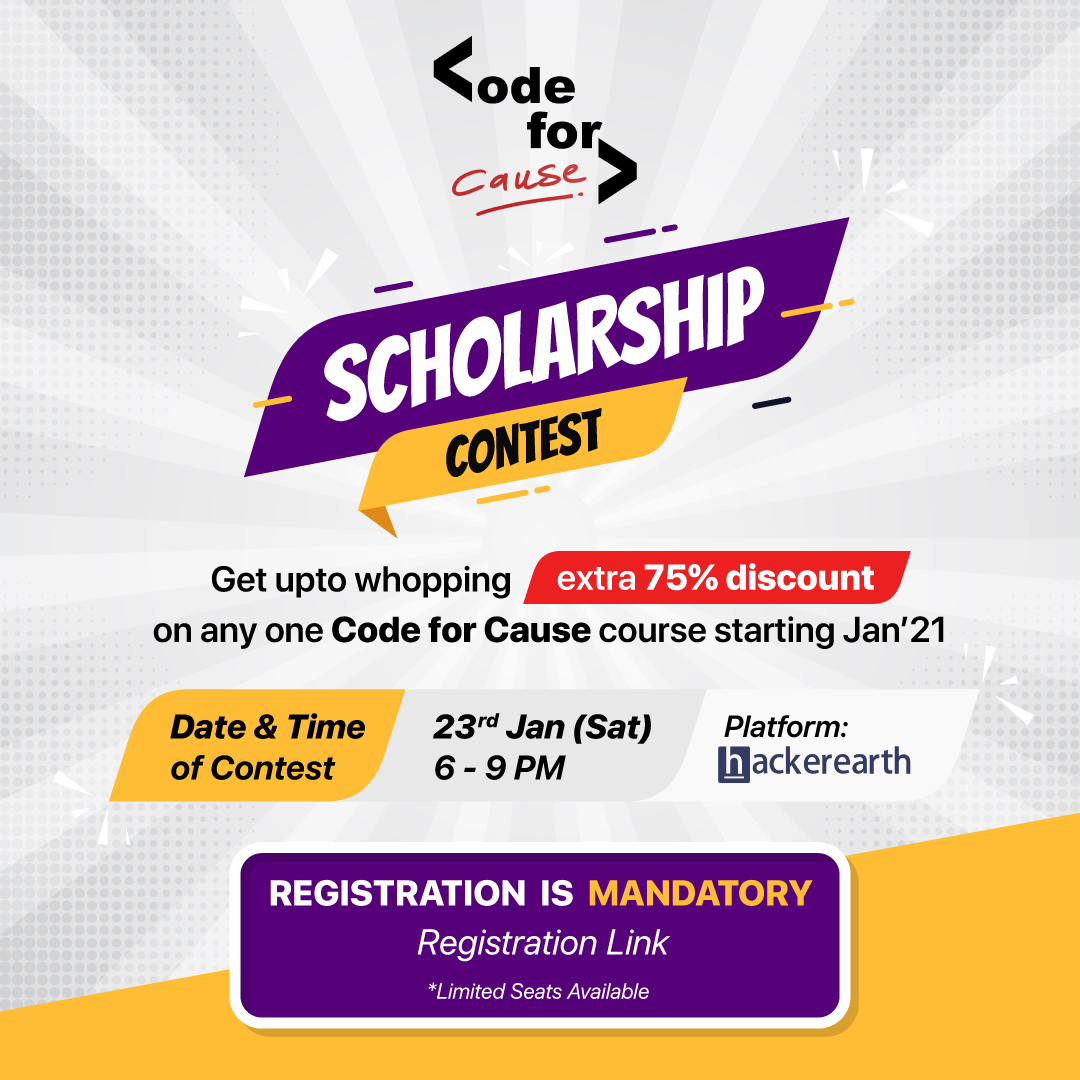 <ode
for>
Cause
SCHOLARSHIP
CONTEST
Get upto whopping extra 75% discount
on any one Code for Cause course starting Jan'21
Date & Time
of Contest
23rd Jan (Sat)
6 - 9 PM
Platform:
hackerearth
REGISTRATION IS MANDATORY
Registration Link
*Limited Seats Available